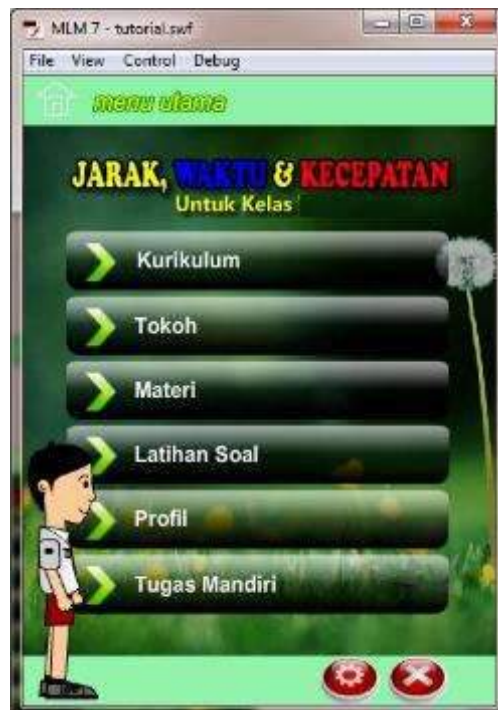 MLM 7 - tutorial.swf
File View Control Debug
menu utama
JARAK, WAKTU & KECEPATAN
Untuk Kelas
Kurikulum
Tokoh
Materi
Latihan Soal
Profil
Tugas Mandiri